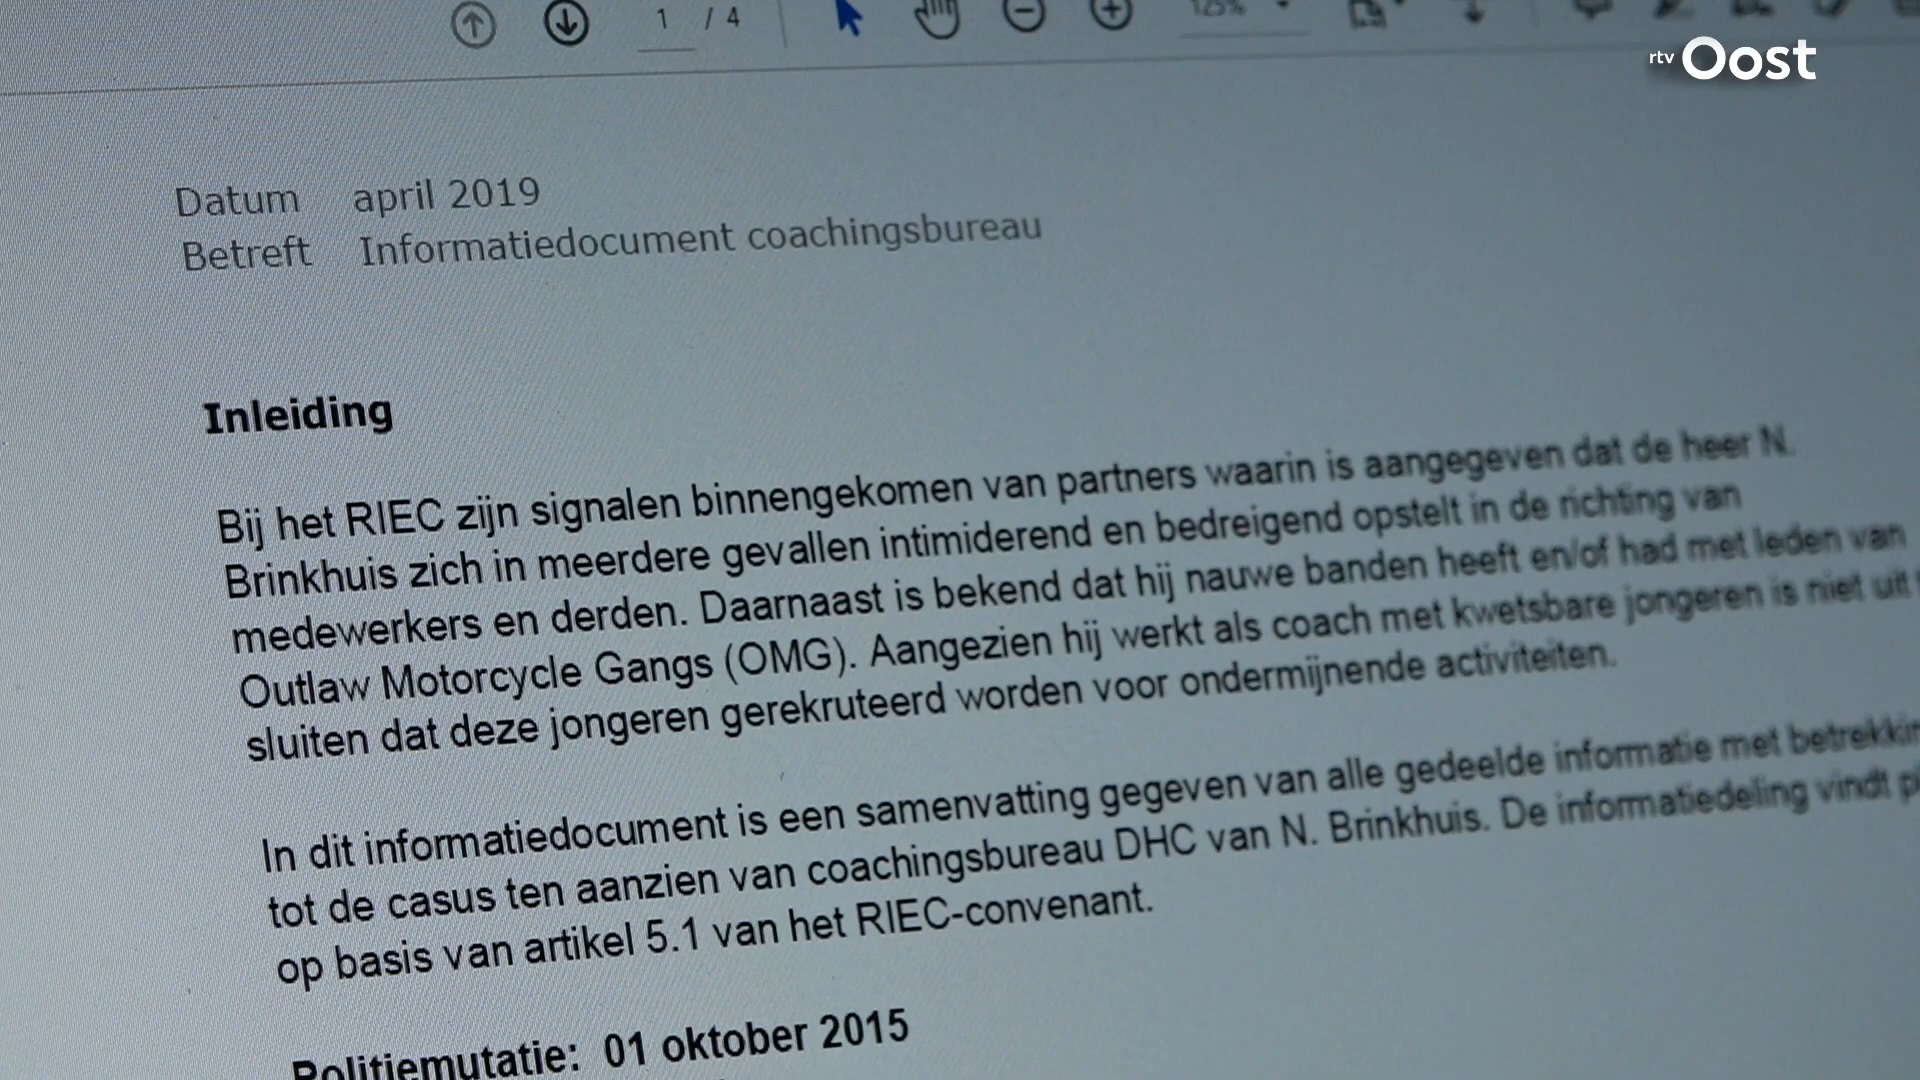 1 / 4
125%
rtv Oost
Datum april 2019
Betreft Informatiedocument coachingsbureau
Inleiding
Bij het RIEC zijn signalen binnengekomen van partners waarin is aangegeven dat de heer N.
Brinkhuis zich in meerdere gevallen intimiderend en bedreigend opstelt in de richting van
medewerkers en derden. Daarnaast is bekend dat hij nauwe banden heeft en/of had met leden van
Outlaw Motorcycle Gangs (OMG). Aangezien hij werkt als coach met kwetsbare jongeren is niet uit
sluiten dat deze jongeren gerekruteerd worden voor ondermijnende activiteiten.
In dit informatiedocument is een samenvatting gegeven van alle gedeelde informatie met
tot de casus ten aanzien van coachingsbureau DHC van N. Brinkhuis. De informatiedeling vindt
op basis van artikel 5.1 van het RIEC-convenant.
Politiemutatie: 01 oktober 2015